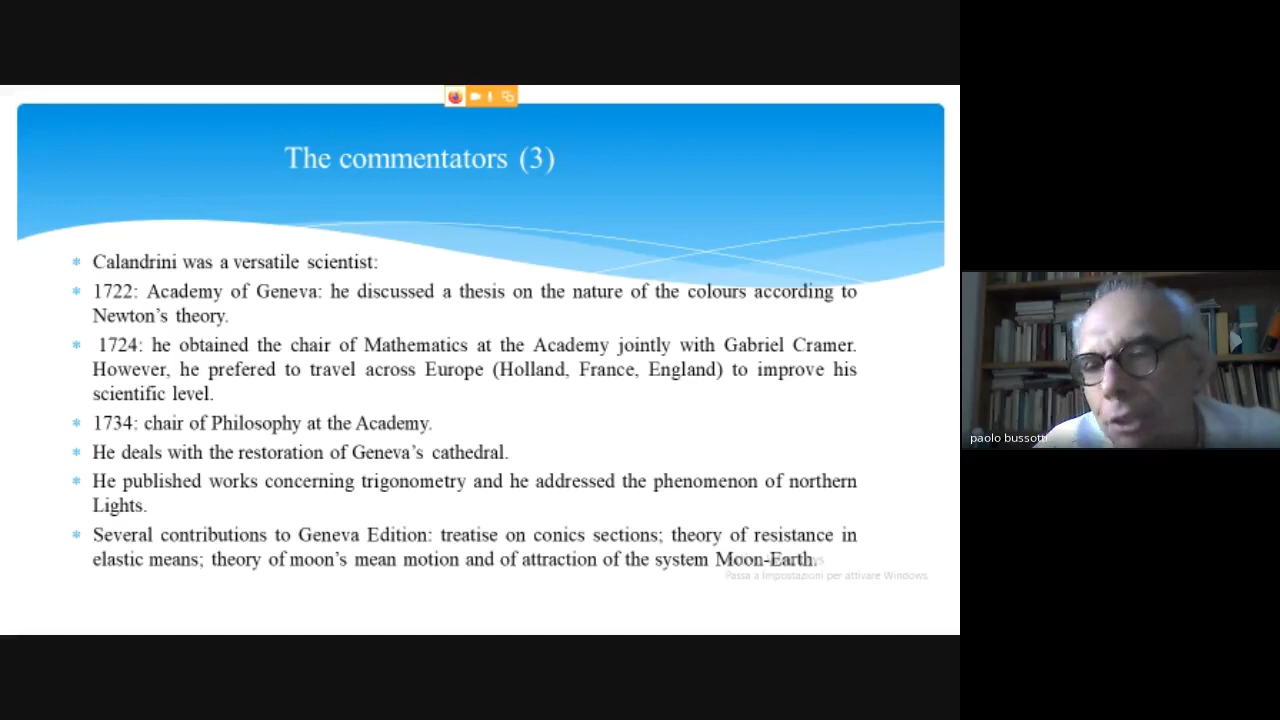 The commentators (3)
Calandrini was a versatile scientist:
1722: Academy of Geneva: he discussed a thesis on the nature of the colours according to
Newton's theory.
1724: he obtained the chair of Mathematics at the Academy jointly with Gabriel Cramer.
However, he prefered to travel across Europe (Holland, France, England) to improve his
scientific level.
1734: chair of Philosophy at the Academy.
He deals with the restoration of Geneva's cathedral.
He published works concerning trigonometry and he addressed the phenomenon of northern
Lights.
Several contributions to Geneva Edition: treatise on conics sections; theory of resistance in
elastic means; theory of moon's mean motion and of attraction of the system Moon-Earth.
Passa a Impostazioni per attivare Windows.
paolo bussotti